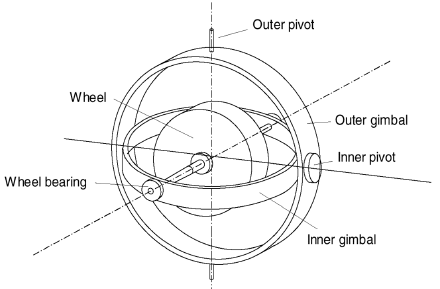 Outer pivot
Wheel
Outer gimbal
Inner pivot
Wheel bearing
Inner gimbal